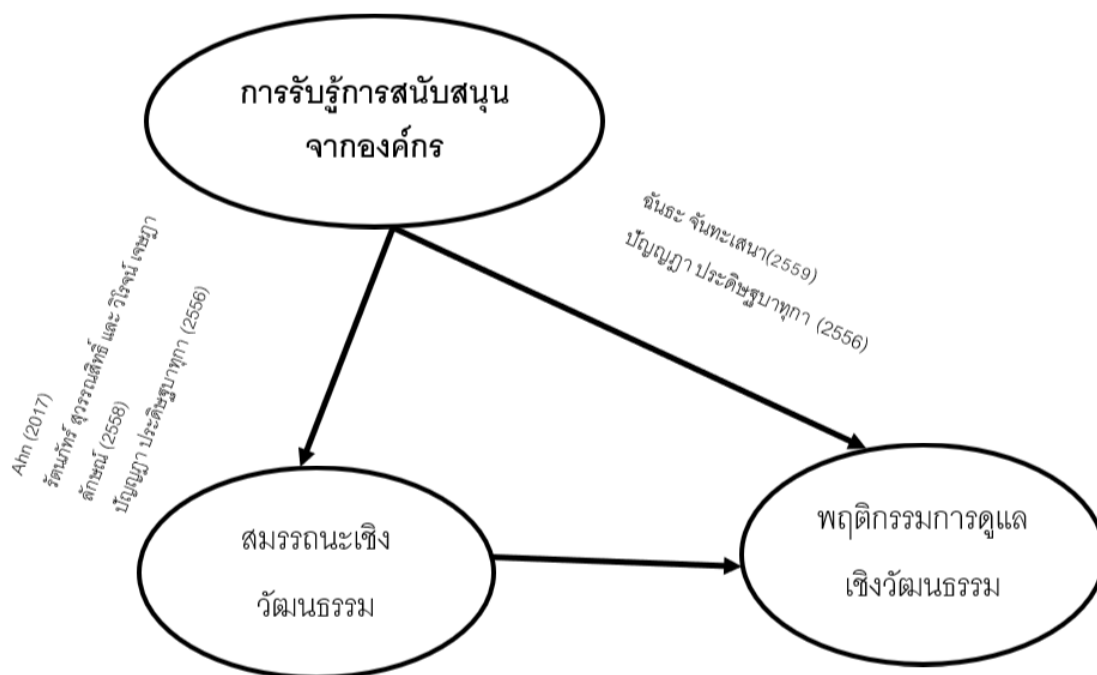 การรับรู้การสนับสนุน
จากองค์กร
ฉันธะ จันทะเสนา(2559)
ปัญญฎา ประดิษฐบาทุกา (2556)
Ahn (2017)
รัตนภัทร์ สุวรรณสิทธิ์ และ วิโรจน์ เจษฎา
ลักษณ์ (2558)
ปัญญฎา ประดิษฐบาทุกา (2556)
สมรรถนะเชิง
วัฒนธรรม
พฤติกรรมการดูแล
เชิงวัฒนธรรม